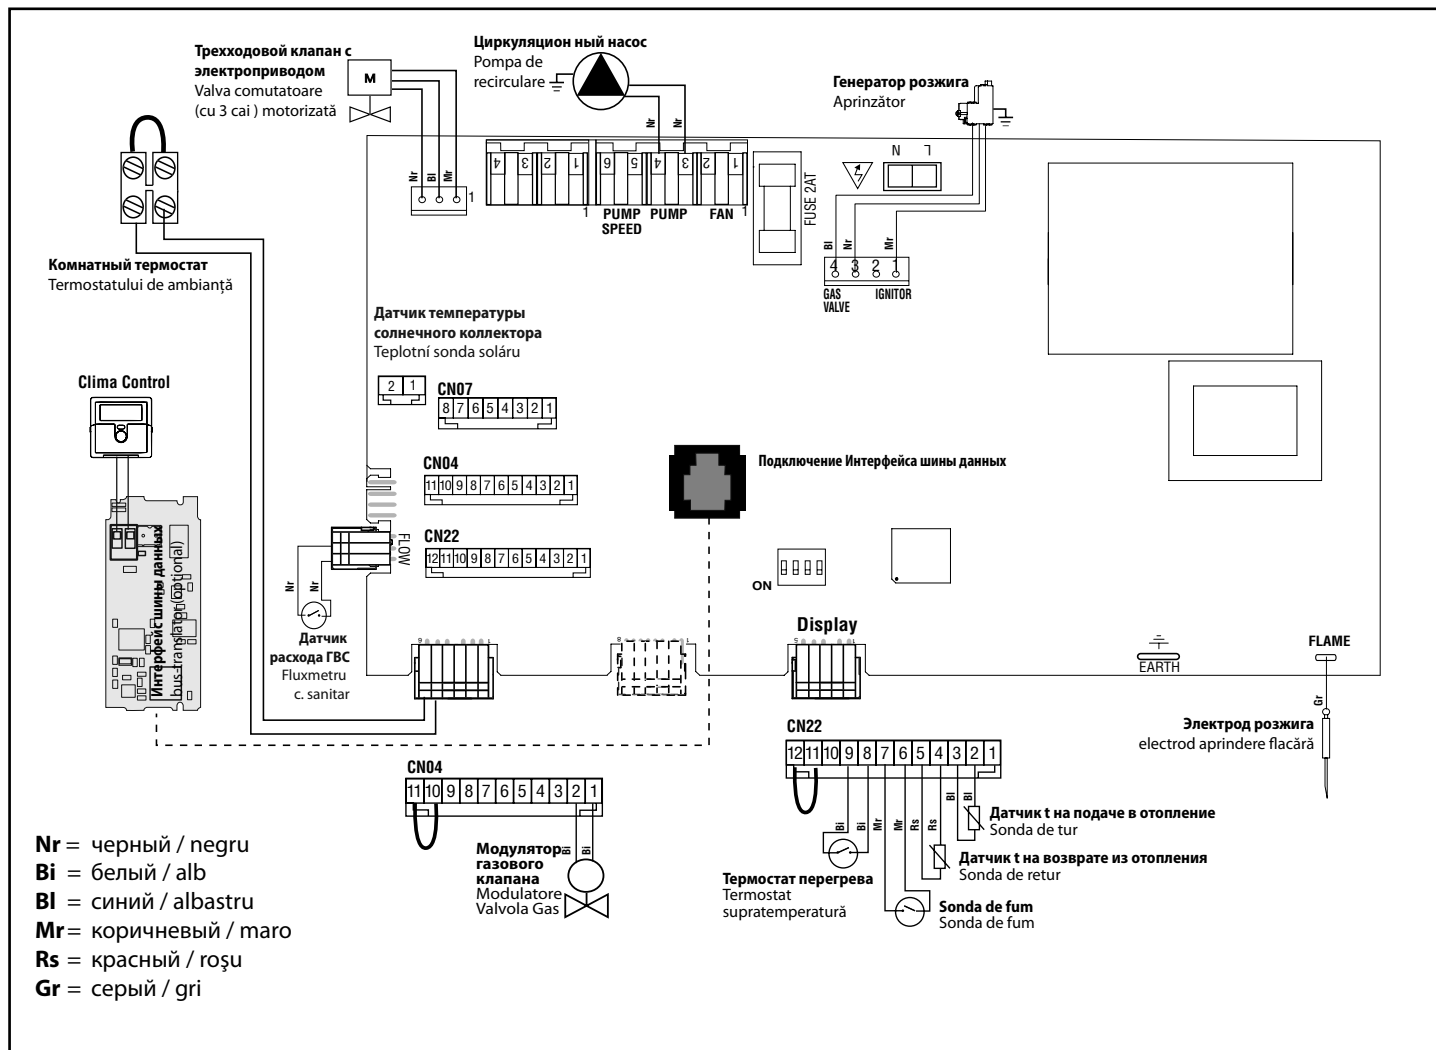 Трехходовой клапан с
электроприводом
Valva comutatoare
(cu 3 cai ) motorizată
M
Циркуляцион ный насос
Pompa de
recirculare
Генератор розжига
Aprinzător
Nr
Nr
Nr
Bl
Mr
1
4 3 2 1
6 5 4 3 2 1
1
PUMP
SPEED
PUMP
FAN
1
FUSE 2AT
N L
Bl
Nr
Mr
4 3 2 1
GAS
VALVE
IGNITOR
Комнатный термостат
Termostatului de ambianță
Датчик температуры
солнечного коллектора
Teplotní sonda soláru
2 1
CN07
8 7 6 5 4 3 2 1
Clima Control
CN04
11 10 9 8 7 6 5 4 3 2 1
Подключение Интерфейса шины данных
CN22
12 11 10 9 8 7 6 5 4 3 2 1
FLOW
ON
Интерфейс шины данных
bus-translator (optional)
Nr
Nr
Датчик
расхода ГВС
Fluxmetru
c. sanitar
9 1
8 1
Display
5 1
EARTH
FLAME
Gr
Электрод розжига
electrod aprindere flacără
CN22
12 11 10 9 8 7 6 5 4 3 2 1
Bi
Bi
Mr
Mr
Rs
Rs
Bl
Bl
Датчик t на подаче в отопление
Sonda de tur
Датчик t на возврате из отопления
Sonda de retur
Термостат перегрева
Termostat
supratemperatură
Sonda de fum
Sonda de fum
CN04
11 10 9 8 7 6 5 4 3 2 1
Bi
Bi
Модулятор
газового
клапана
Modulatore
Valvola Gas
Nr = черный / negru
Bi = белый / alb
Bl = синий / albastru
Mr = коричневый / maro
Rs = красный / roşu
Gr = серый / gri